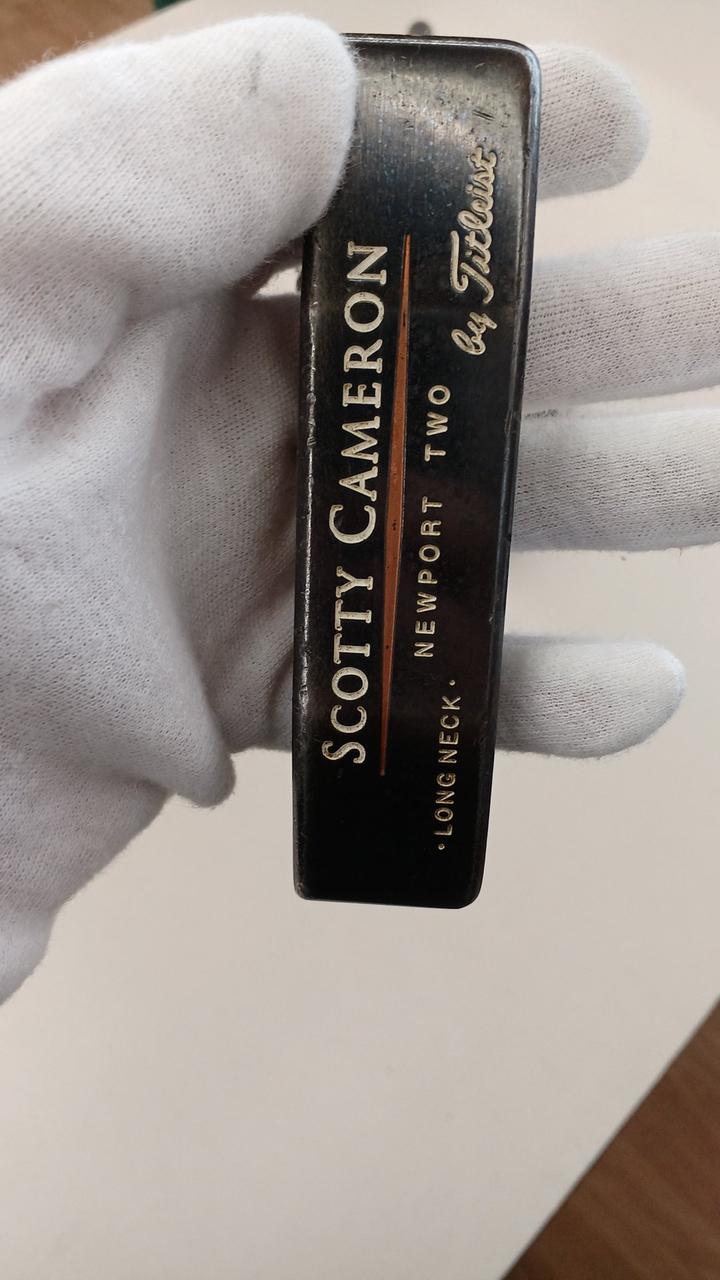 SCOTTY CAMERON
· LONG NECK · NEWPORT TWO by Titleist